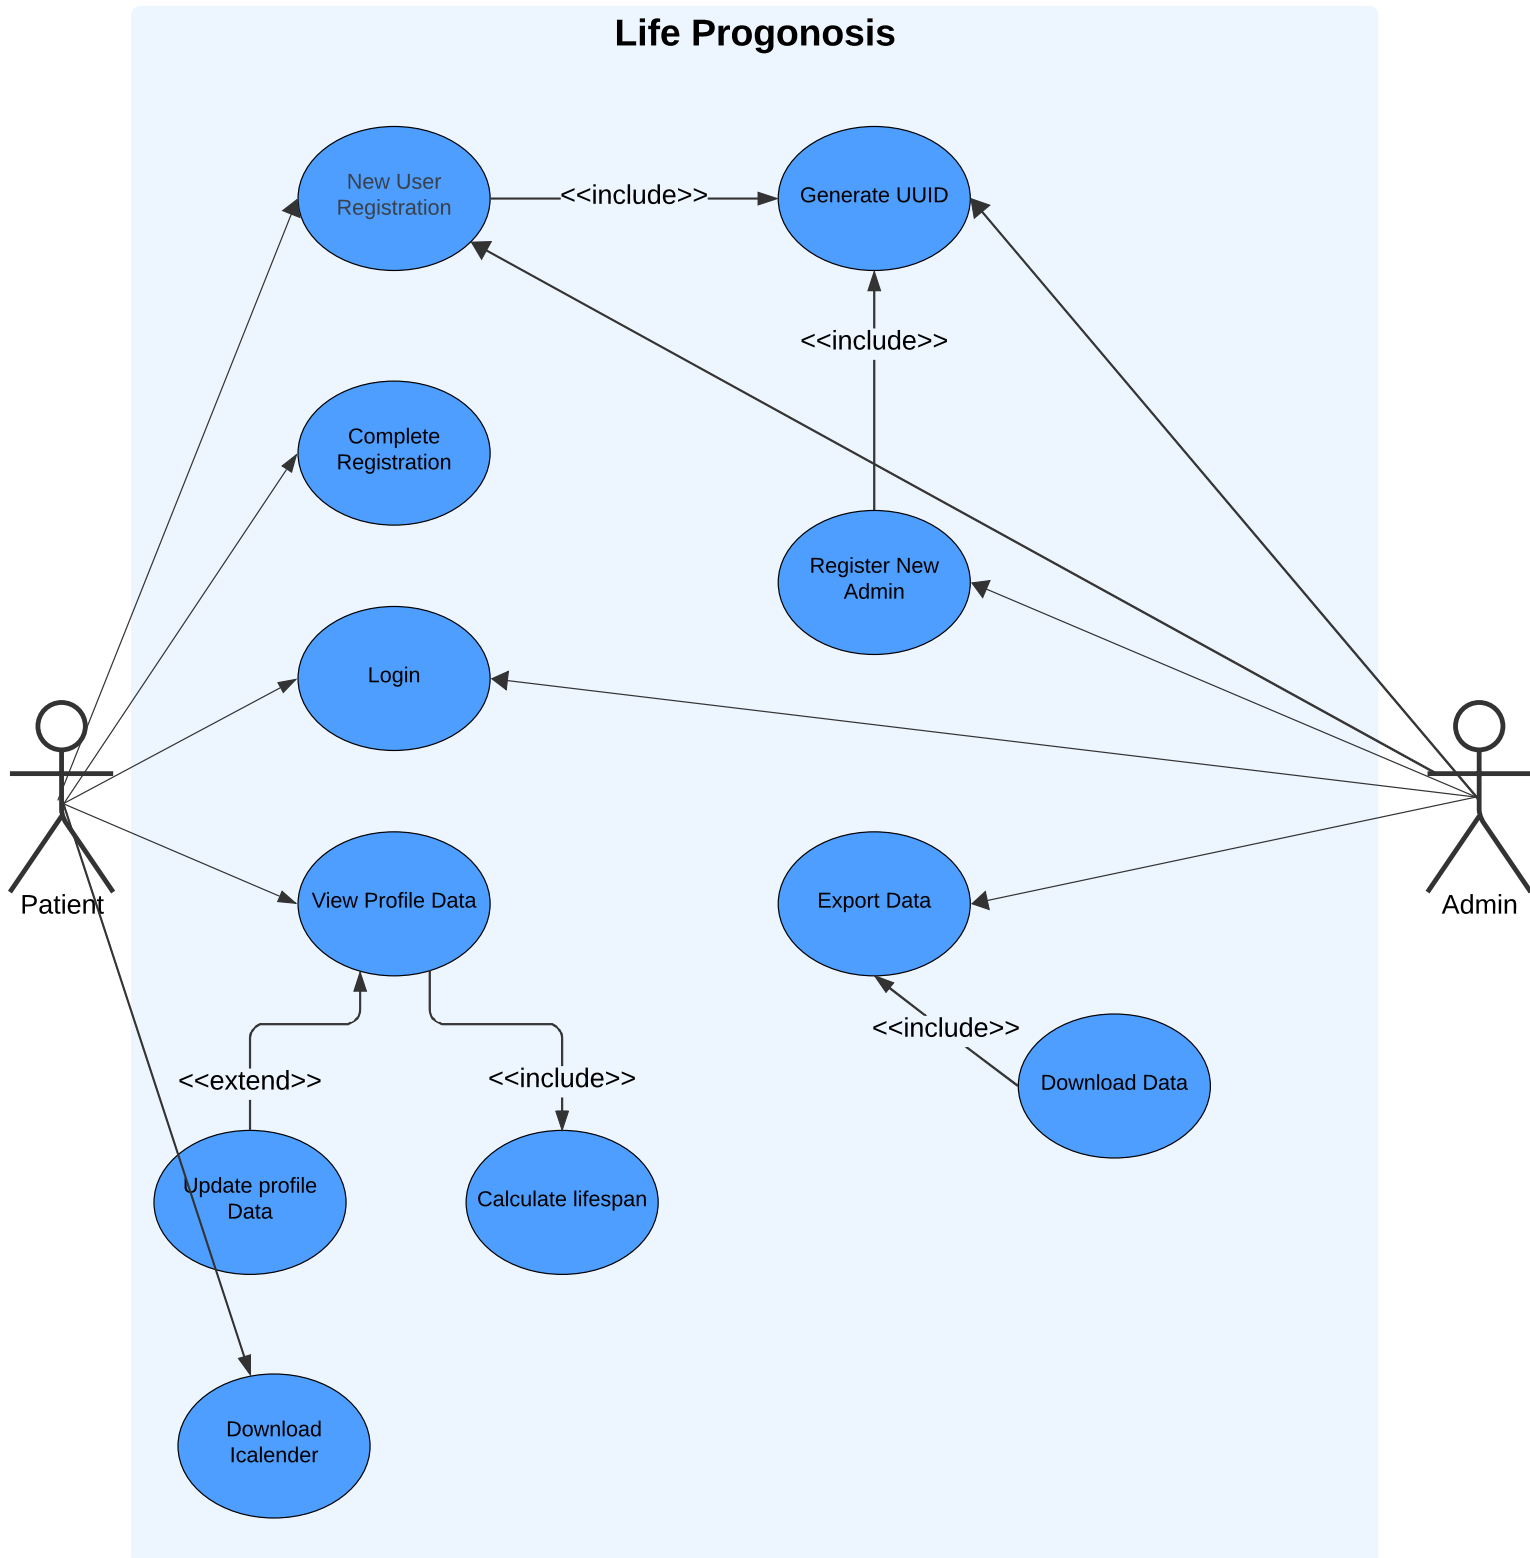 Life Progonosis
New User
Registration
<<include>>
Generate UUID
<<include>>
Complete
Registration
Register New
Admin
Login
Patient
Admin
View Profile Data
Export Data
<<include>>
<<extend>>
<<include>>
Download Data
Update profile
Data
Calculate lifespan
Download
Icalender